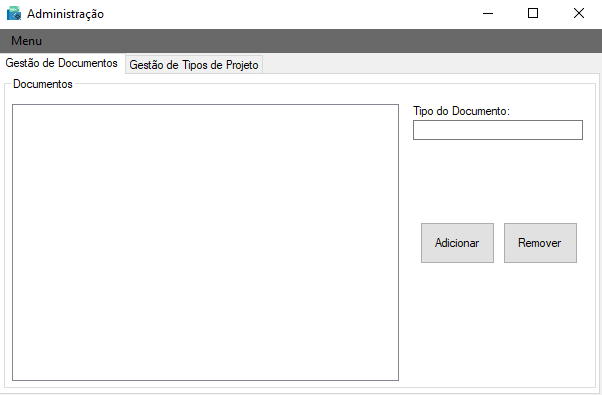 Administração
Menu
Gestão de Documentos
Gestão de Tipos de Projeto
Documentos
Tipo do Documento:
Adicionar
Remover